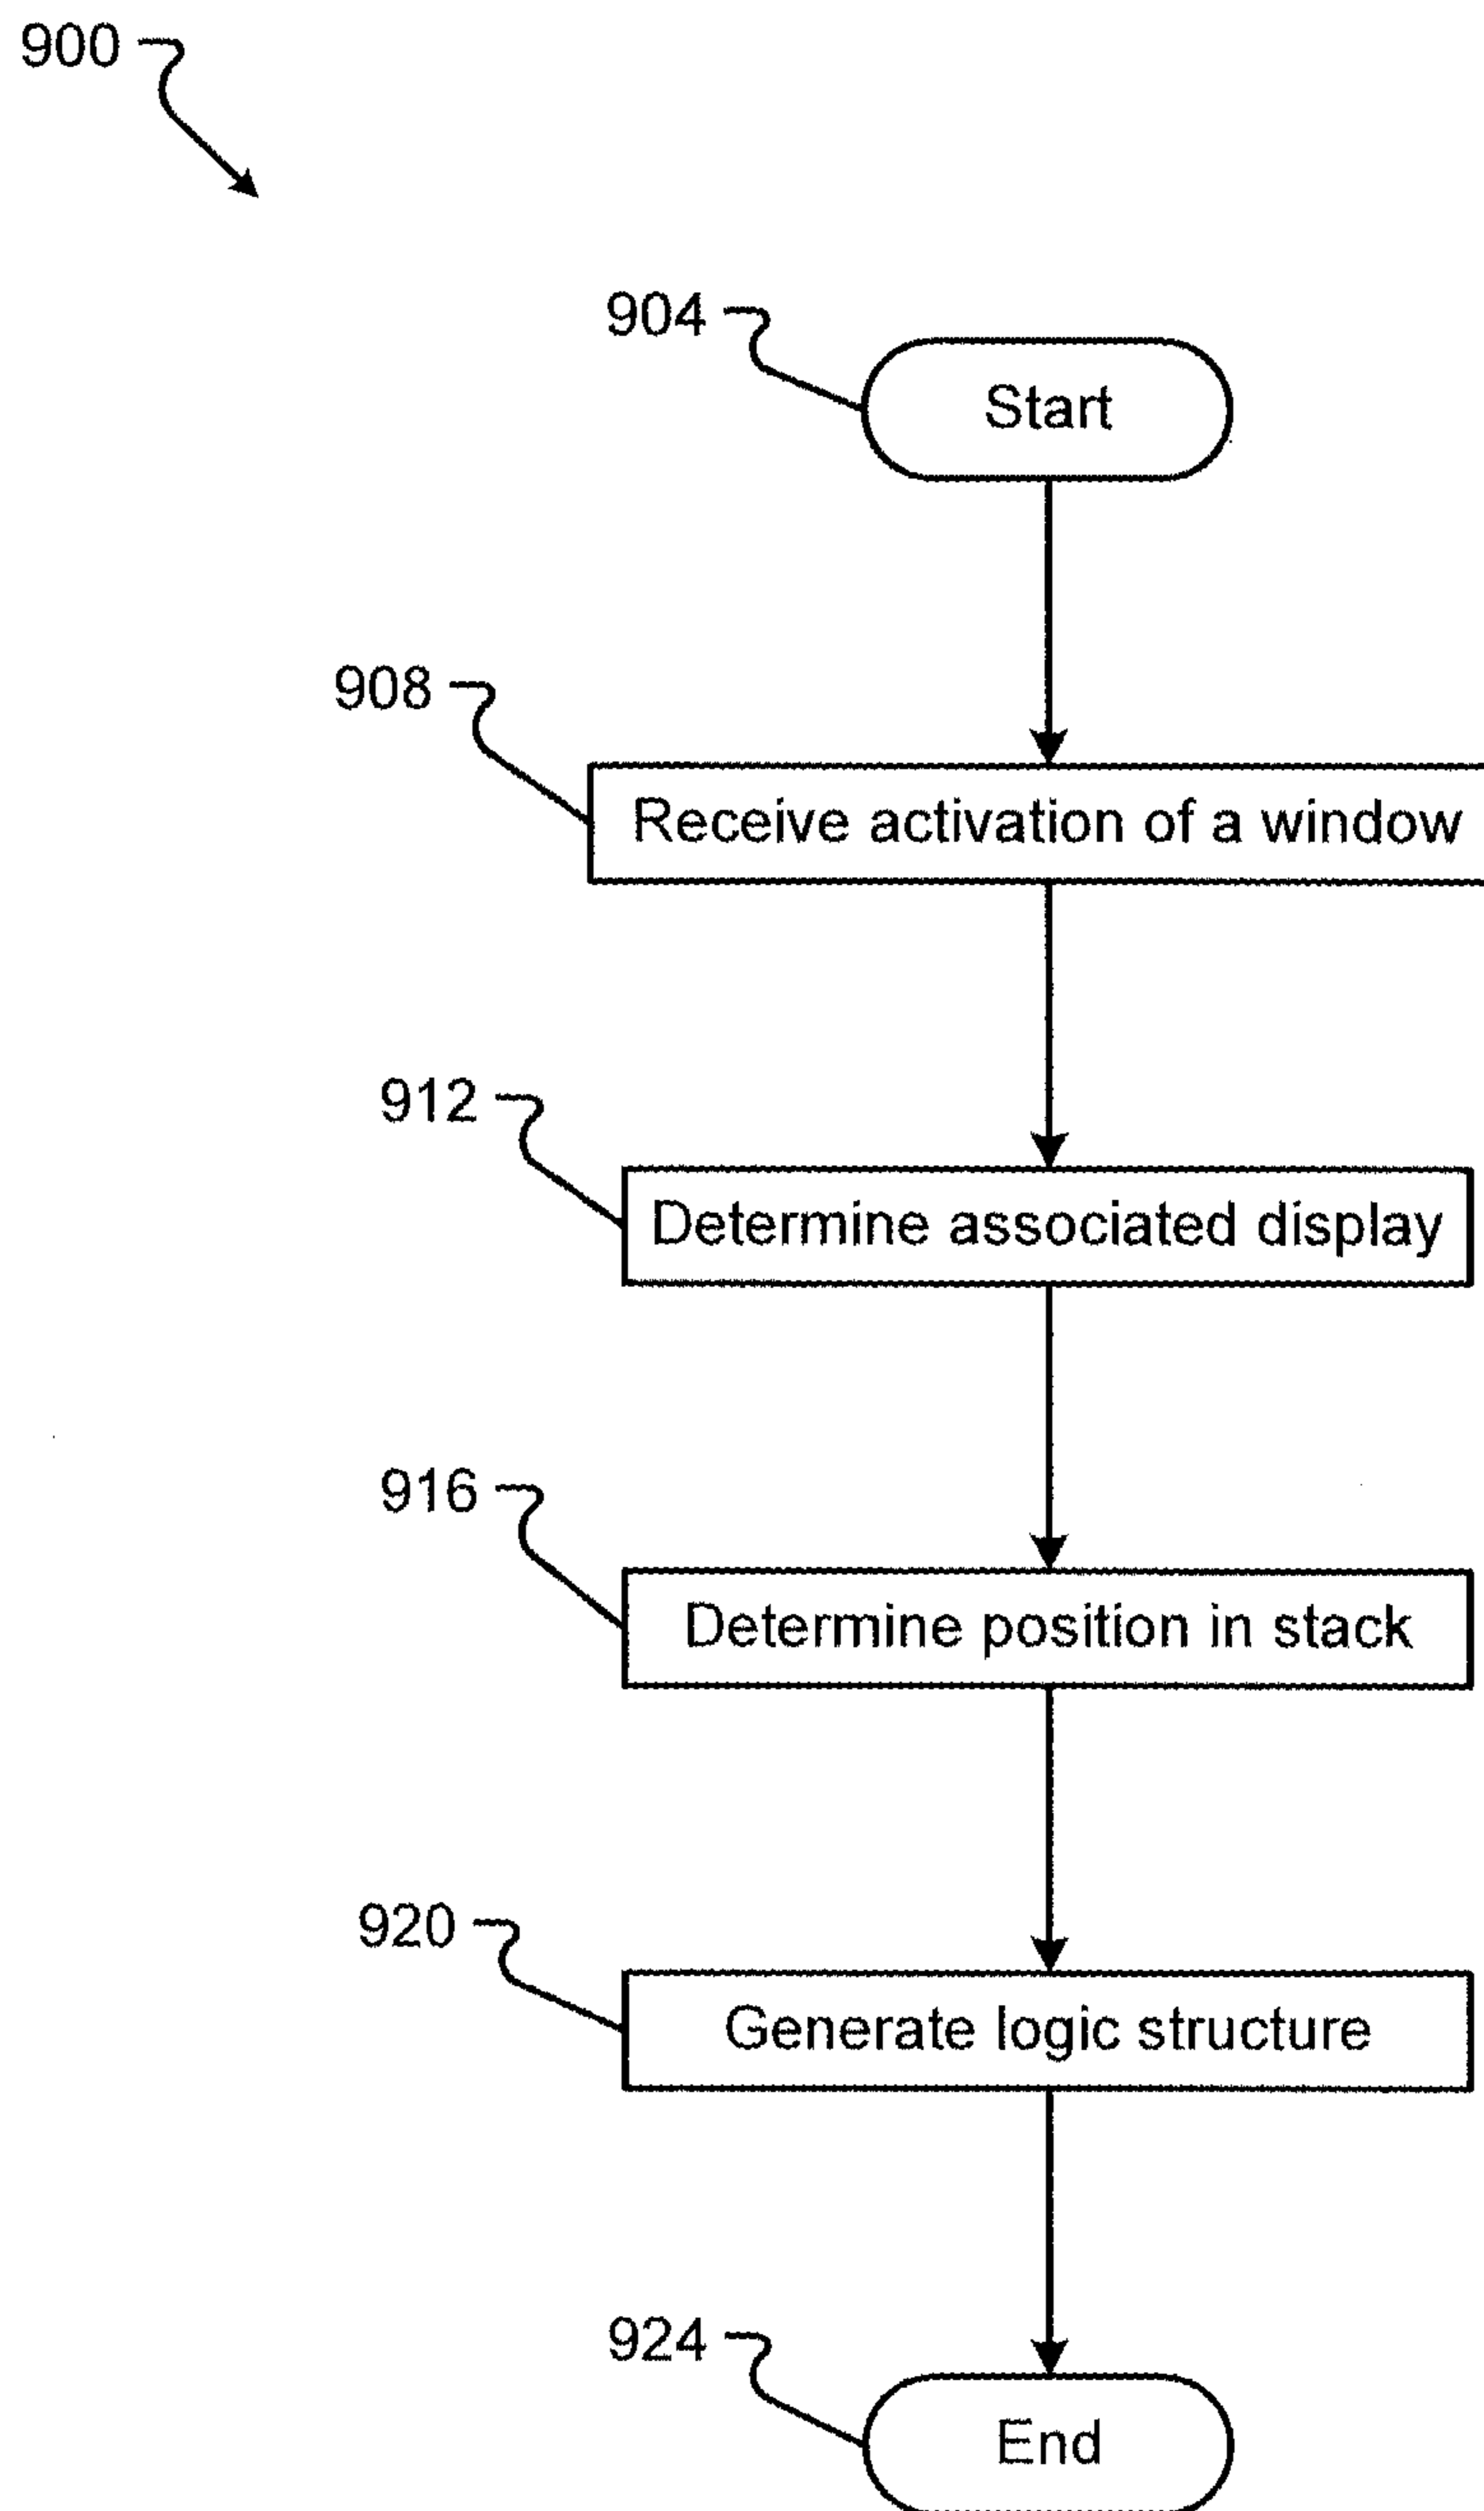 900
904
Start
908
Receive activation of a window
912
Determine associated display
916
Determine position in stack
920
Generate logic structure
924
End